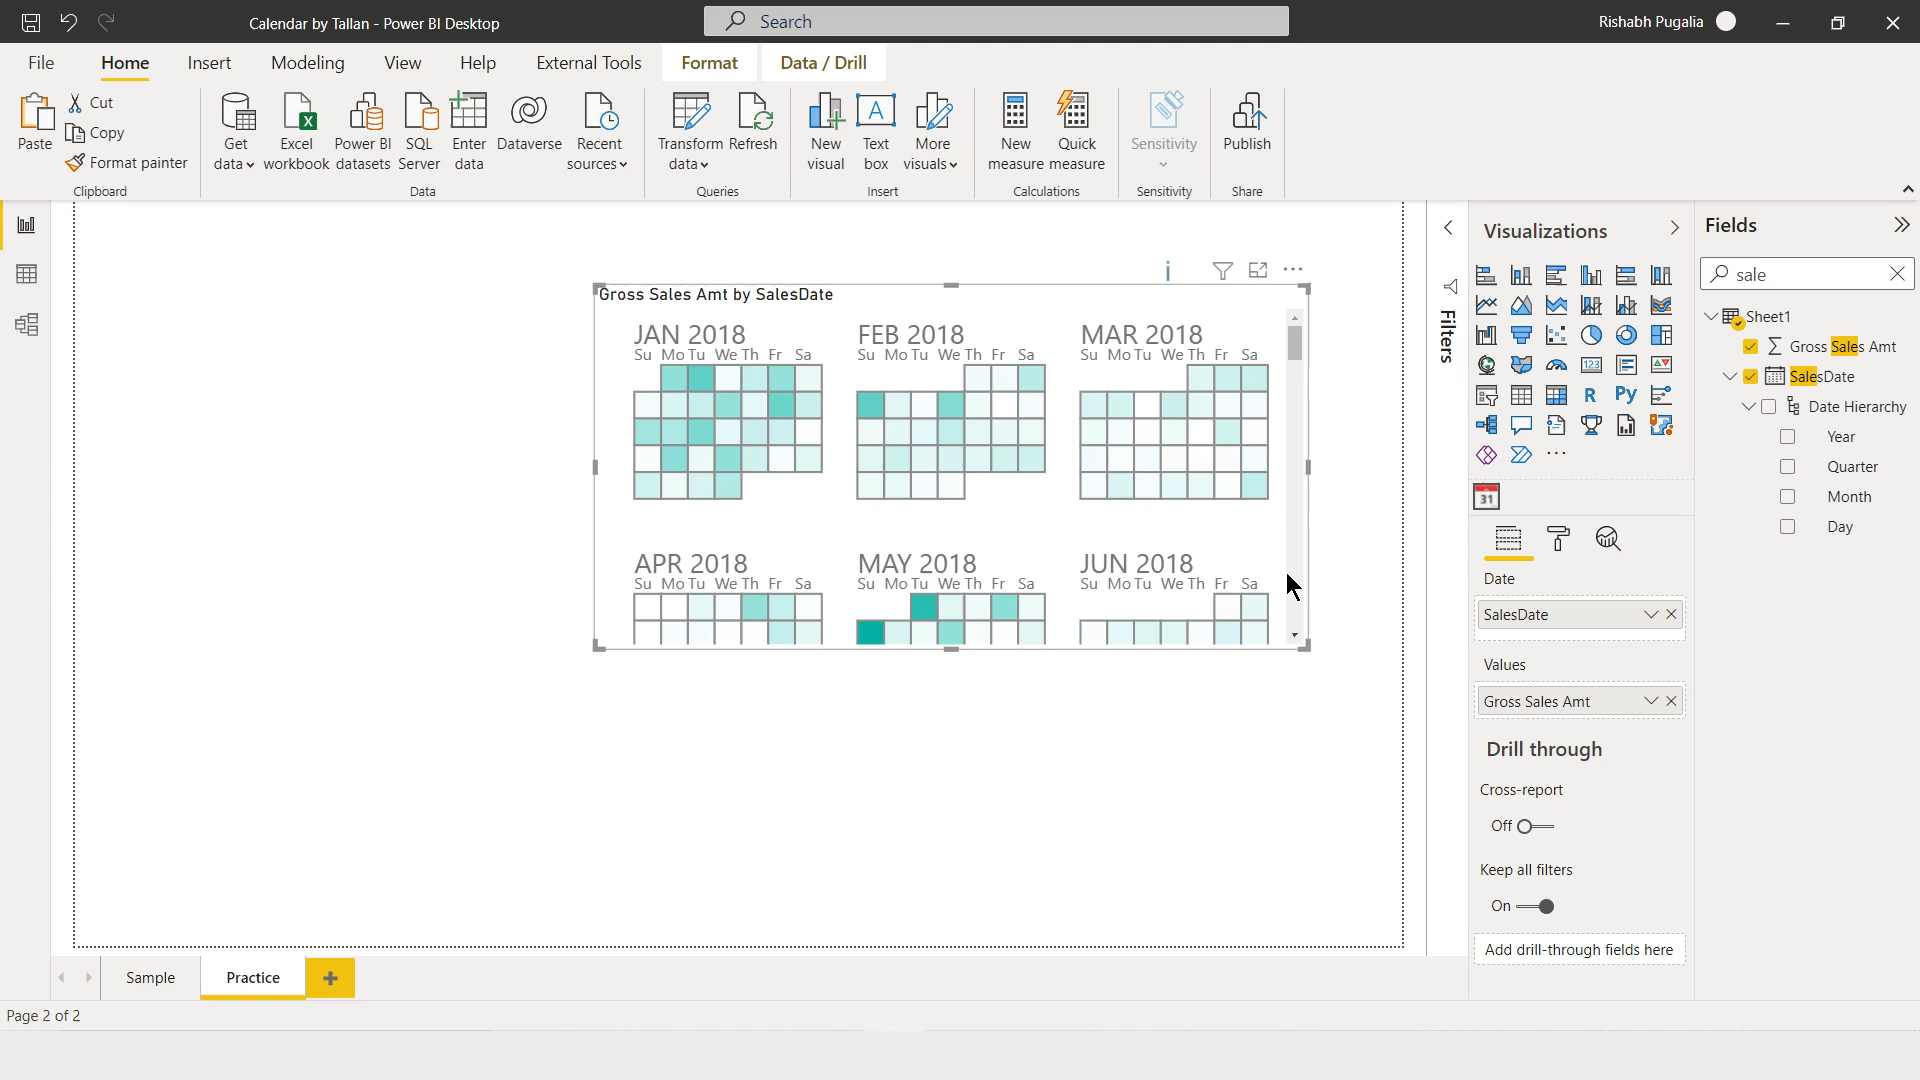 Calendar by Tallan - Power BI Desktop
Search
Rishabh Pugalia
File Home Insert Modeling View Help External Tools Format Data / Drill
Paste
Cut
Copy
Format painter
Clipboard
Get data
Excel workbook
Power BI datasets
SQL Server
Enter data
Dataverse
Recent sources
Data
Transform data
Refresh
Queries
New visual
A
Text box
More visuals
Insert
New measure
Quick measure
Calculations
Sensitivity
Sensitivity
Publish
Share
Gross Sales Amt by SalesDate
JAN 2018 FEB 2018 MAR 2018
Su Mo Tu We Th Fr Sa Su Mo Tu We Th Fr Sa Su Mo Tu We Th Fr Sa
APR 2018 MAY 2018 JUN 2018
Su Mo Tu We Th Fr Sa Su Mo Tu We Th Fr Sa Su Mo Tu We Th Fr Sa
Filters
Visualizations
123
R Py
31
Date
SalesDate
Values
Gross Sales Amt
Drill through
Cross-report
Off
Keep all filters
On
Add drill-through fields here
Fields
sale
Sheet1
Gross Sales Amt
SalesDate
Date Hierarchy
Year
Quarter
Month
Day
Sample Practice
Page 2 of 2